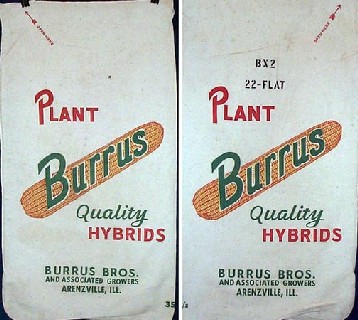 PLANT
Burrus
Quality
HYBRIDS
BURRUS BROS.
AND ASSOCIATED GROWERS
ARENZVILLE, ILL.
BX2
22-FLAT
PLANT
Burrus
Quality
HYBRIDS
BURRUS BROS.
AND ASSOCIATED GROWERS
ARENZVILLE, ILL.